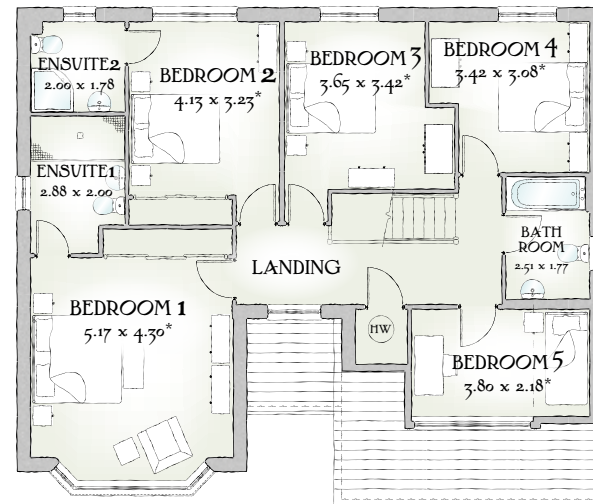 ENSUITE2
2.00 x 1.78
BEDROOM 2
4.13 x 3.23*
BEDROOM 3
3.65 x 3.42*
BEDROOM 4
3.42 x 3.08*
ENSUITE1
2.88 x 2.00
BATH
ROOM
2.51 x 1.77
LANDING
BEDROOM 1
5.17 x 4.30*
HW
BEDROOM 5
3.80 x 2.18*